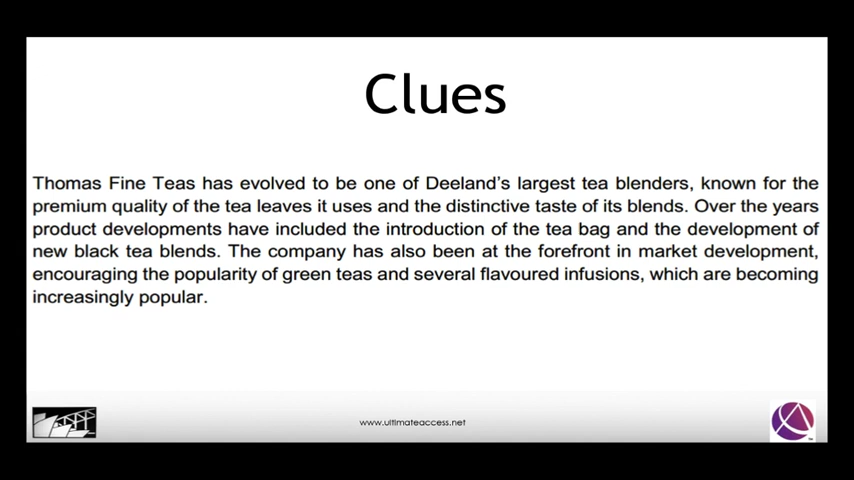 Clues
Thomas Fine Teas has evolved to be one of Deeland's largest tea blenders, known for the
premium quality of the tea leaves it uses and the distinctive taste of its blends. Over the years
product developments have included the introduction of the tea bag and the development of
new black tea blends. The company has also been at the forefront in market development,
encouraging the popularity of green teas and several flavoured infusions, which are becoming
increasingly popular.
www.ultimateaccess.net